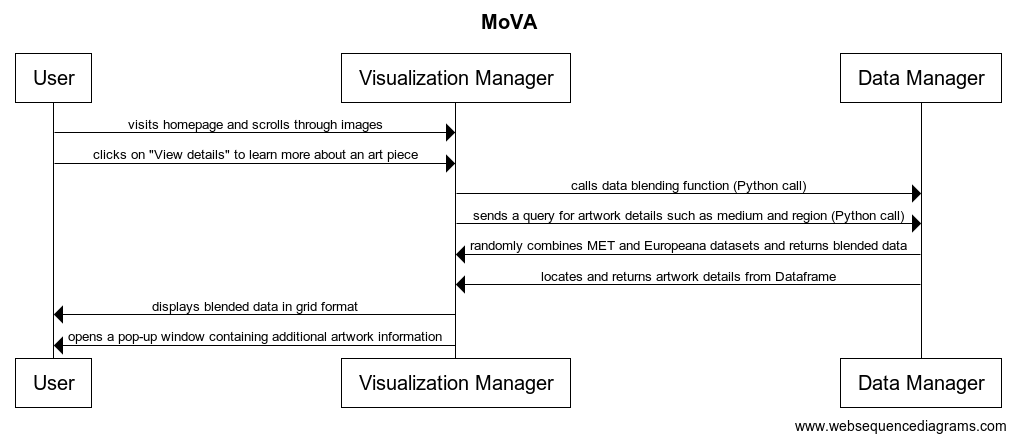 MoVA
User
Visualization Manager
Data Manager
visits homepage and scrolls through images
clicks on "View details" to learn more about an art piece
calls data blending function (Python call)
sends a query for artwork details such as medium and region (Python call)
randomly combines MET and Europeana datasets and returns blended data
locates and returns artwork details from Dataframe
displays blended data in grid format
opens a pop-up window containing additional artwork information
User
Visualization Manager
Data Manager
www.websequencediagrams.com